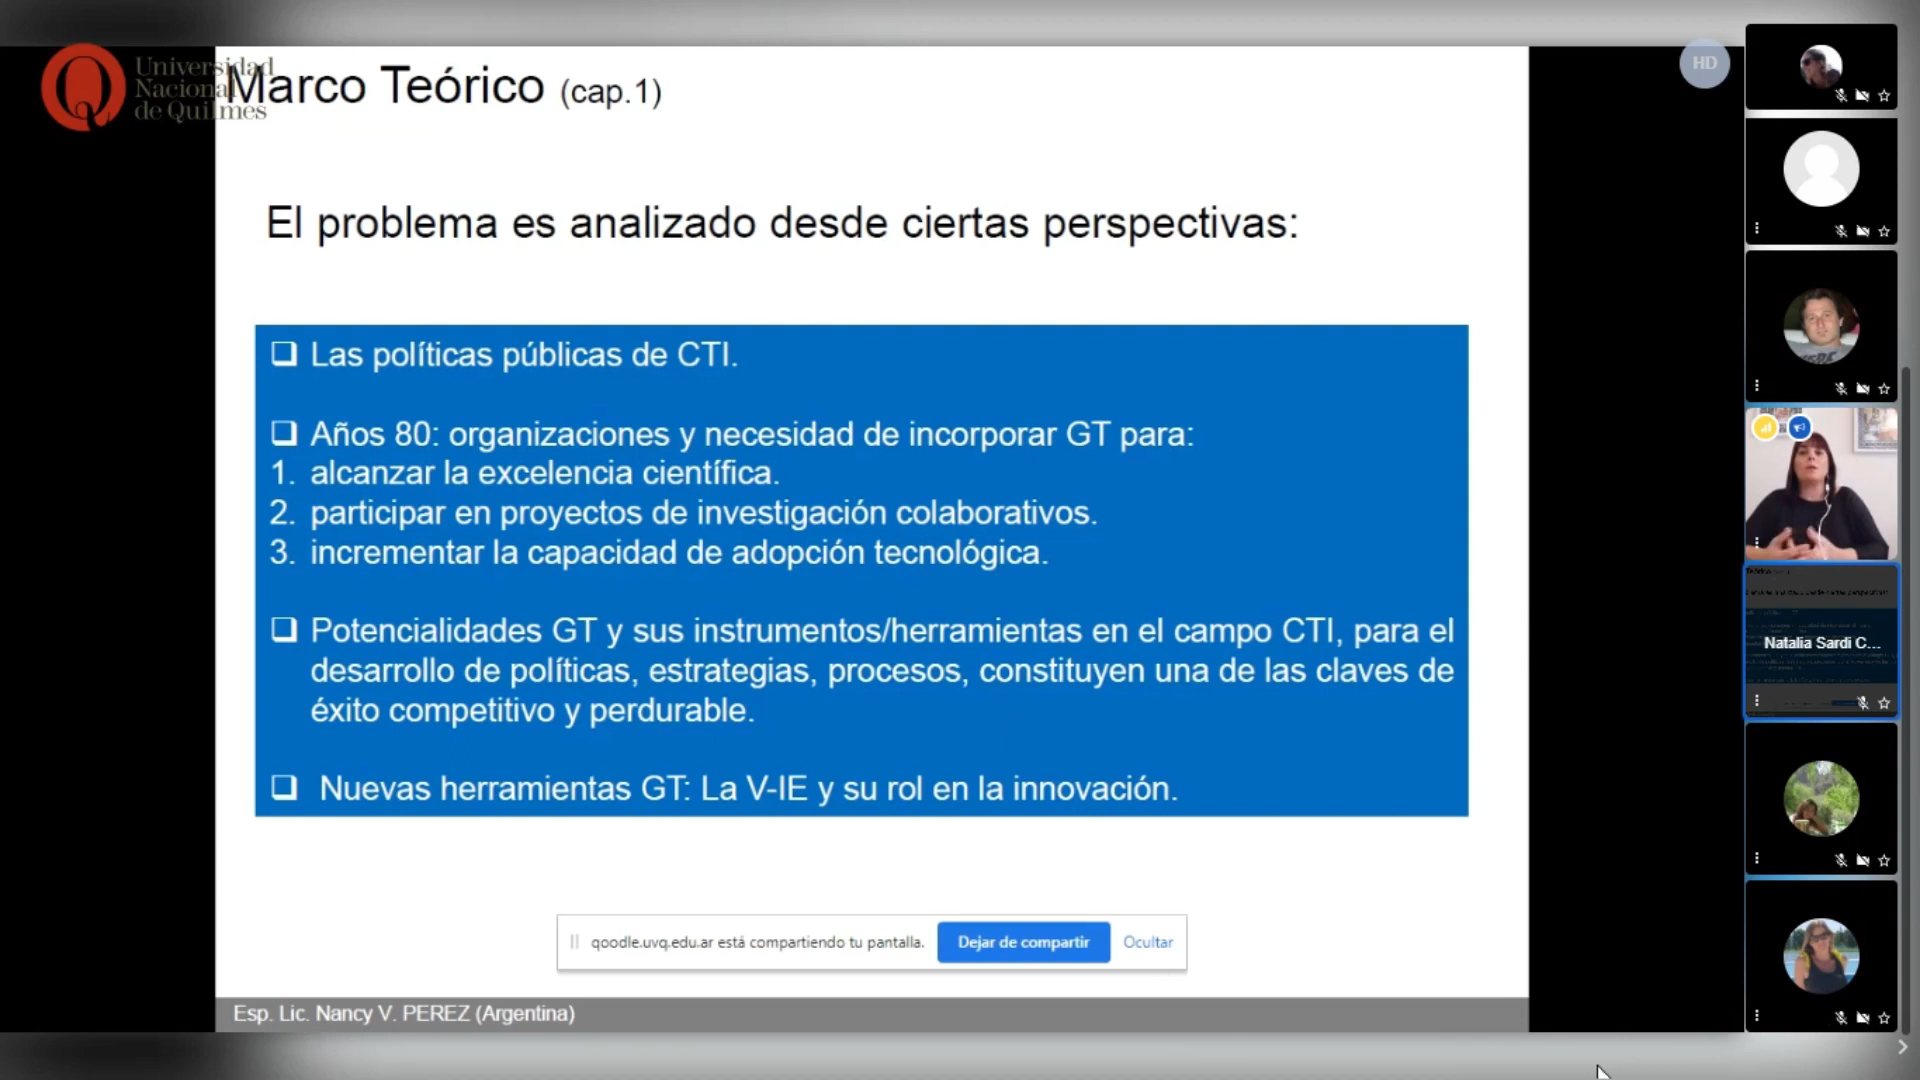 Universidad
Nacional
de Quilmes
Marco Teórico (cap.1)
HD
El problema es analizado desde ciertas perspectivas:
❑ Las políticas públicas de CTI.
❑ Años 80: organizaciones y necesidad de incorporar GT para:
1. alcanzar la excelencia científica.
2. participar en proyectos de investigación colaborativos.
3. incrementar la capacidad de adopción tecnológica.
❑ Potencialidades GT y sus instrumentos/herramientas en el campo CTI, para el
desarrollo de políticas, estrategias, procesos, constituyen una de las claves de
éxito competitivo y perdurable.
❑ Nuevas herramientas GT: La V-IE y su rol en la innovación.
Natalia Sardi C...
qoodle.uvq.edu.ar está compartiendo tu pantalla.
Dejar de compartir
Ocultar
Esp. Lic. Nancy V. PEREZ (Argentina)